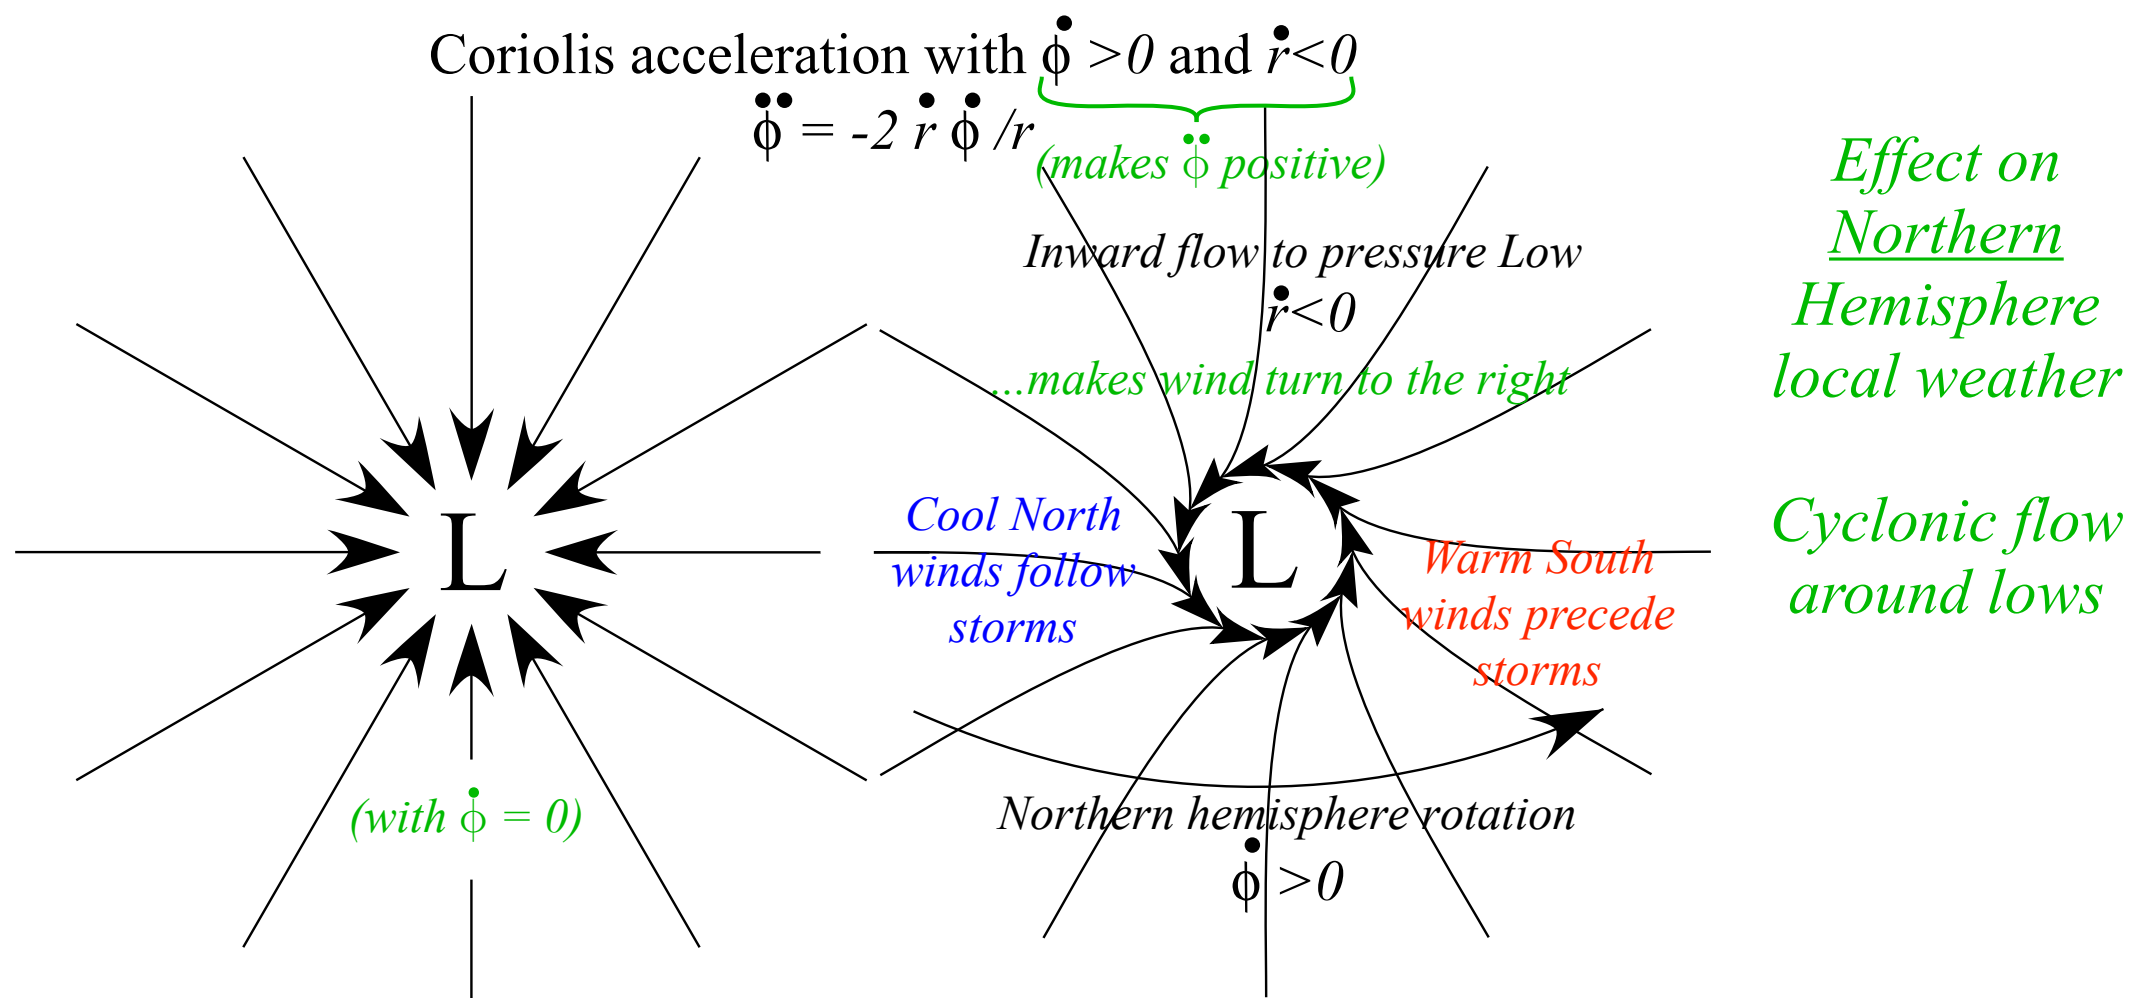 Coriolis acceleration with ϕ̇ >0 and ṙ<0
ϕ̈ = -2 ṙ ϕ̇ /r
(makes ϕ̈ positive)
Inward flow to pressure Low
ṙ<0
...makes wind turn to the right
Effect on
Northern
Hemisphere
local weather
Cyclonic flow
around lows
L
(with ϕ̇ = 0)
Cool North
winds follow
storms
L
Warm South
winds precede
storms
Northern hemisphere rotation
ϕ̇ >0